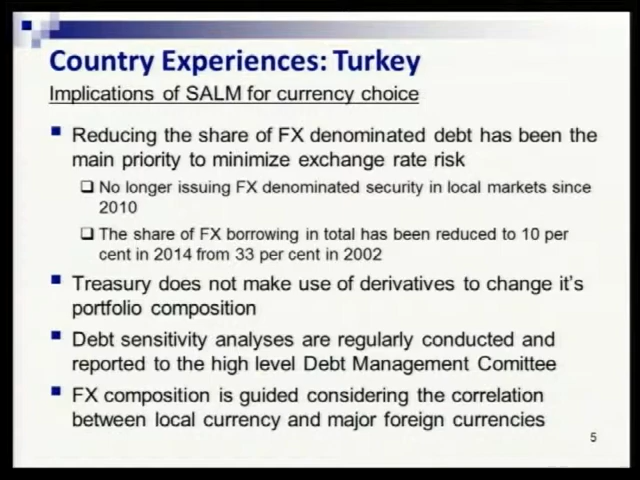 Country Experiences: Turkey
Implications of SALM for currency choice
Reducing the share of FX denominated debt has been the
main priority to minimize exchange rate risk
No longer issuing FX denominated security in local markets since
2010
The share of FX borrowing in total has been reduced to 10 per
cent in 2014 from 33 per cent in 2002
Treasury does not make use of derivatives to change it's
portfolio composition
Debt sensitivity analyses are regularly conducted and
reported to the high level Debt Management Comittee
FX composition is guided considering the correlation
between local currency and major foreign currencies
5